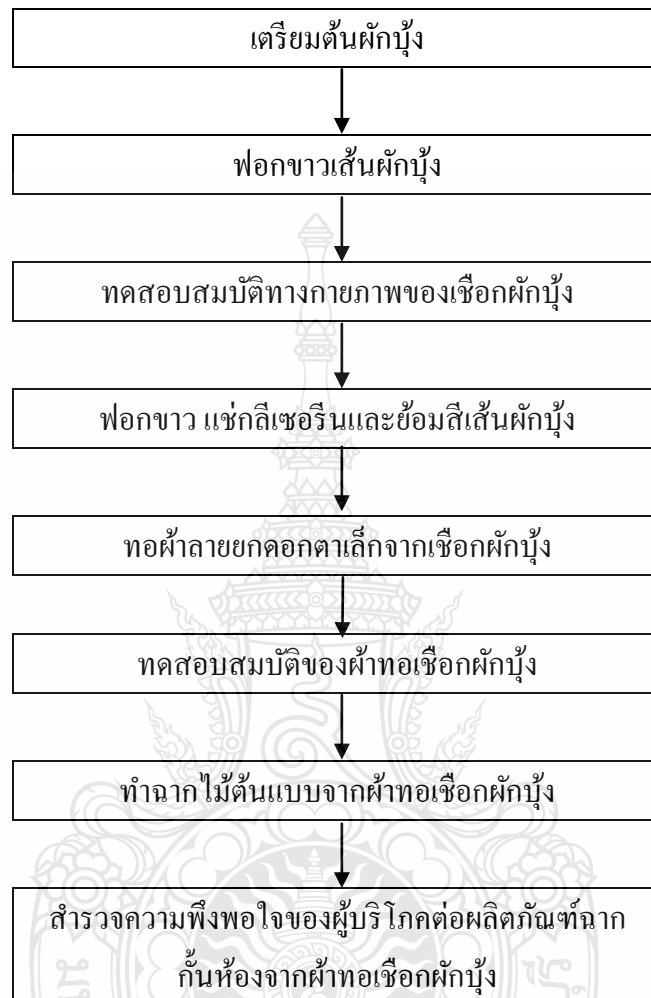 เตรียมต้นผักบุ้ง
ฟอกขาวเส้นผักบุ้ง
ทดสอบสมบัติทางกายภาพของเชือกผักบุ้ง
ฟอกขาว แช่กลีเซอรีนและย้อมสีเส้นผักบุ้ง
ทอผ้าลายยกดอกตาเล็กจากเชือกผักบุ้ง
ทดสอบสมบัติของผ้าทอเชือกผักบุ้ง
ทำฉากไม้ต้นแบบจากผ้าทอเชือกผักบุ้ง
สำรวจความพึงพอใจของผู้บริโภคต่อผลิตภัณฑ์ฉาก
กั้นห้องจากผ้าทอเชือกผักบุ้ง